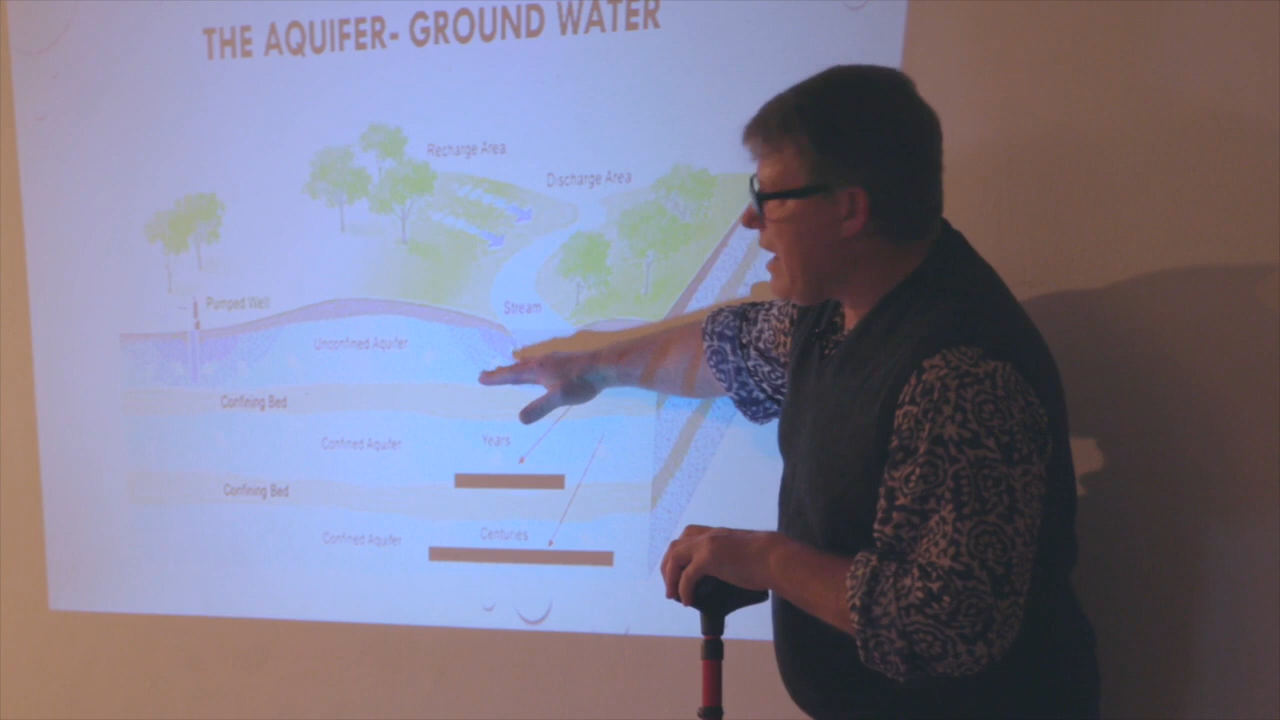 THE AQUIFER- GROUND WATER
Recharge Area
Discharge Area
Pumped Well
Stream
Unconfined Aquifer
Confining Bed
Confined Aquifer
Years
Confining Bed
Confined Aquifer
Centuries